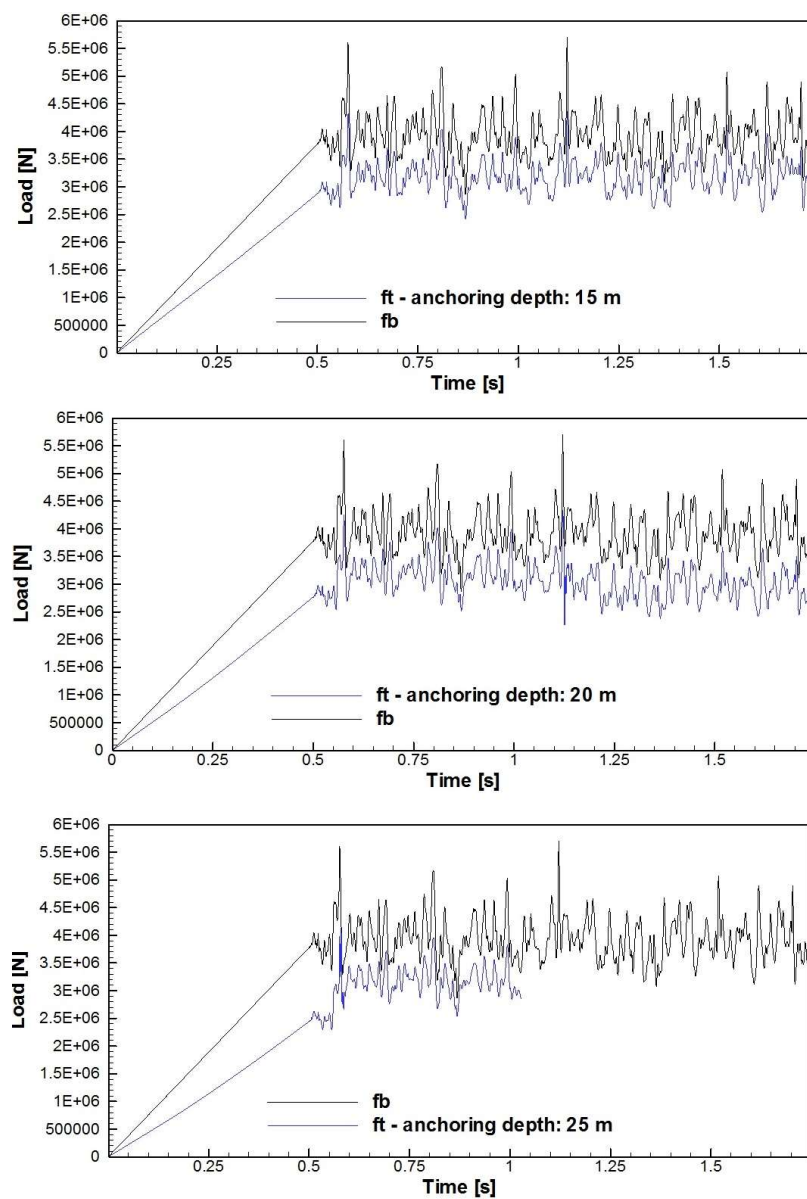 6E+06
5.5E+06
5E+06
4.5E+06
4E+06
3.5E+06
3E+06
2.5E+06
2E+06
1.5E+06
1E+06
500000
0
Load [N]
ft - anchoring depth: 15 m
fb
0.25 0.5 0.75 1 1.25 1.5
Time [s]
6E+06
5.5E+06
5E+06
4.5E+06
4E+06
3.5E+06
3E+06
2.5E+06
2E+06
1.5E+06
1E+06
500000
0
Load [N]
ft - anchoring depth: 20 m
fb
0 0.25 0.5 0.75 1 1.25 1.5
Time [s]
6E+06
5.5E+06
5E+06
4.5E+06
4E+06
3.5E+06
3E+06
2.5E+06
2E+06
1.5E+06
1E+06
500000
0
Load [N]
fb
ft - anchoring depth: 25 m
0.25 0.5 0.75 1 1.25 1.5
Time [s]